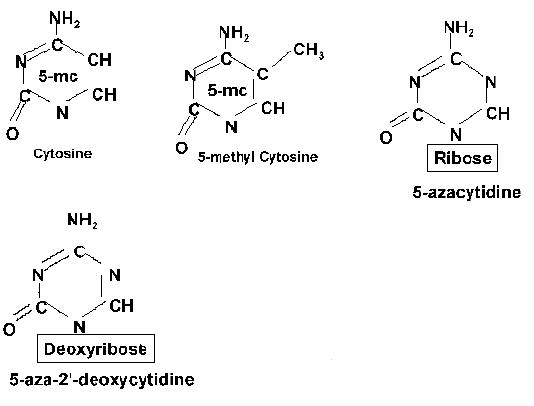 NH2
C
N
CH
5-mc
C
CH
N
O
Cytosine
NH2
CH3
C
N
C
5-mc
C
CH
N
O
5-methyl Cytosine
NH2
C
N
N
C
CH
O
N
Ribose
5-azacytidine
NH2
C
N
N
C
CH
O
N
Deoxyribose
5-aza-2'-deoxycytidine